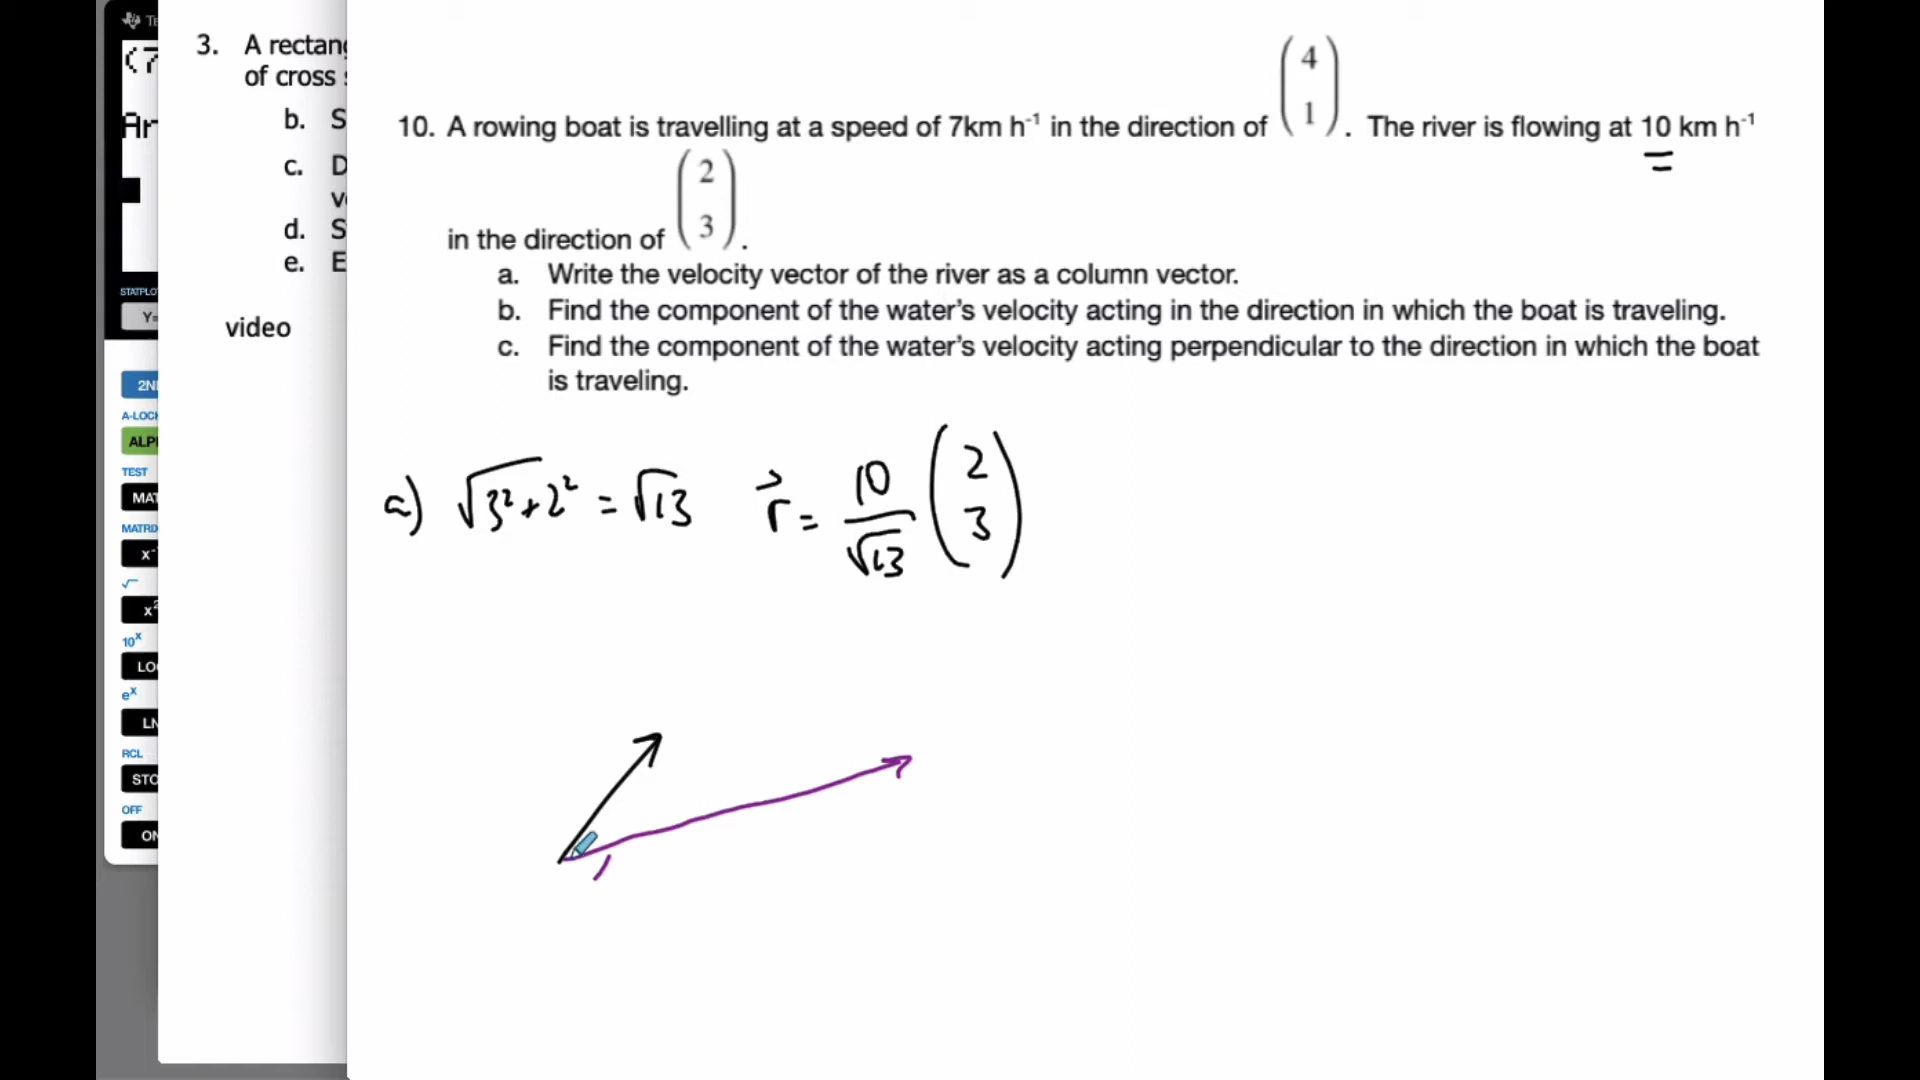 TE
(7
Ar
STATPLO
Y=
2N
A-LOCK
ALP
TEST
MAT
MATRI
x⁻
√
x²
10ˣ
LO
eˣ
LN
RCL
STO
OFF
ON
3. A rectang
of cross s
b. S
c. D
v
d. S
e. E
video
10. A rowing boat is travelling at a speed of 7km h⁻¹ in the direction of (4 1). The river is flowing at 10 km h⁻¹
in the direction of (2 3).
a. Write the velocity vector of the river as a column vector.
b. Find the component of the water's velocity acting in the direction in which the boat is traveling.
c. Find the component of the water's velocity acting perpendicular to the direction in which the boat
is traveling.
a) √3²+2² = √13 r⃗ = 10/√13 (2 3)